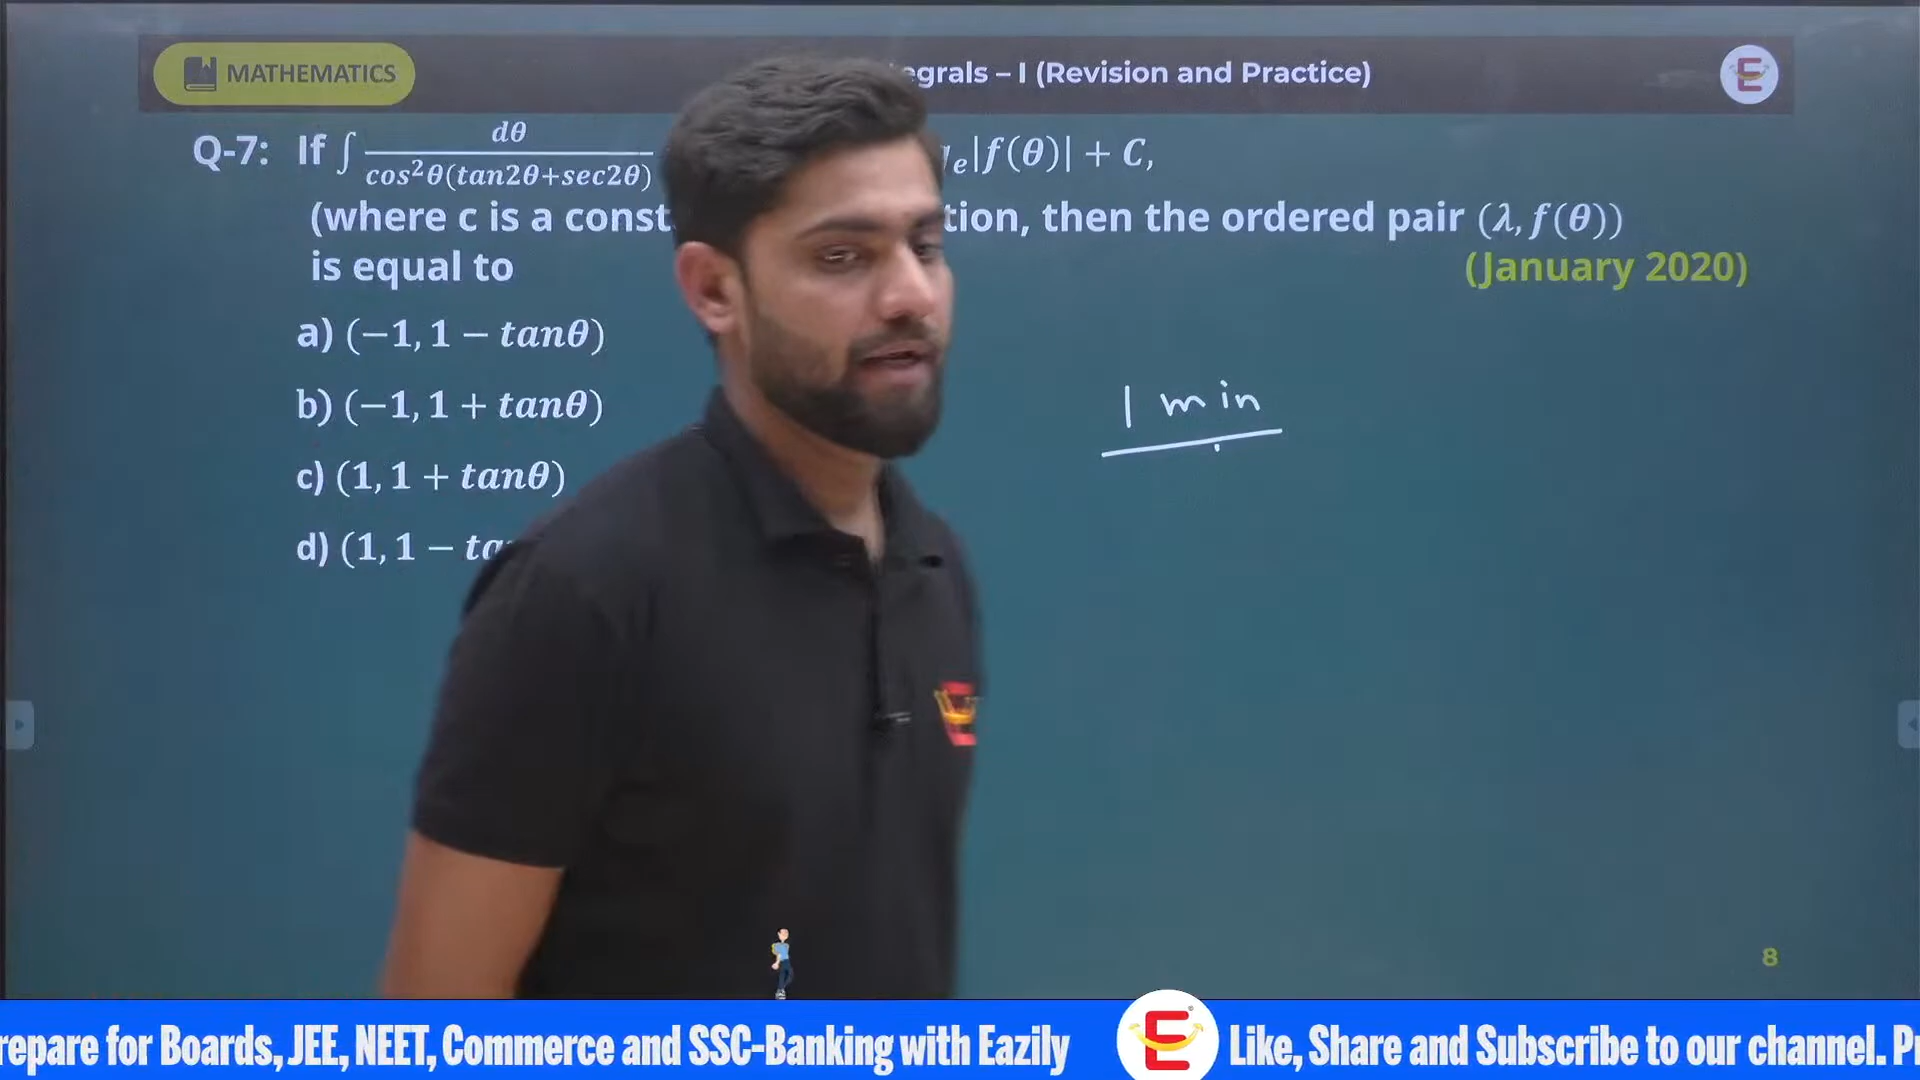 MATHEMATICS
egrals – I (Revision and Practice)
E
Q-7: If ∫ dθ / cos²θ(tan2θ+sec2θ) e|f(θ)| + C,
(where c is a const tion, then the ordered pair (λ, f(θ))
is equal to
(January 2020)
a) (−1, 1 − tanθ)
b) (−1, 1 + tanθ)
c) (1, 1 + tanθ)
d) (1, 1 − ta
1 min
8
repare for Boards, JEE, NEET, Commerce and SSC-Banking with Eazily
E
Like, Share and Subscribe to our channel. Pr